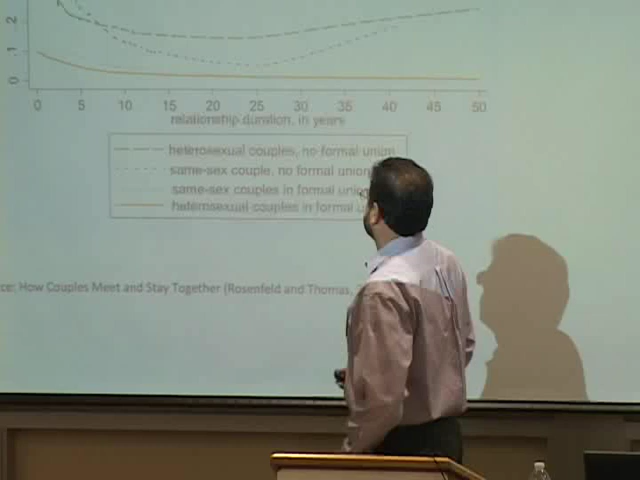 .2
.1
0
0 5 10 15 20 25 30 35 40 45 50
relationship duration, in years
heterosexual couples, no formal union
same-sex couple, no formal union
same-sex couples in formal union
heterosexual couples in formal u
ce: How Couples Meet and Stay Together (Rosenfeld and Thomas,